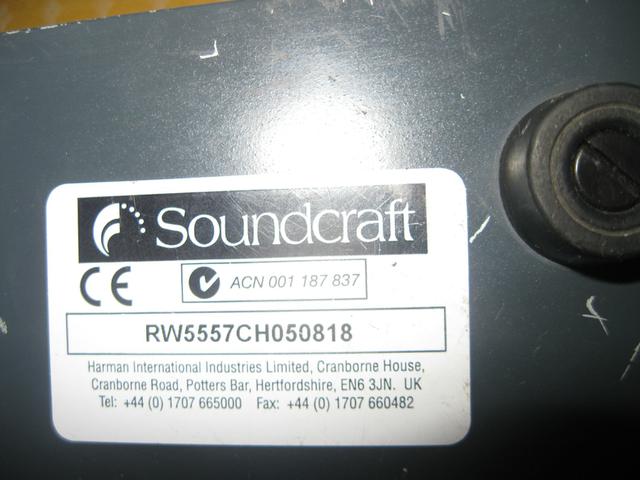 Soundcraft
CE ACN 001 187 837
RW5557CH050818
Harman International Industries Limited, Cranborne House,
Cranborne Road, Potters Bar, Hertfordshire, EN6 3JN. UK
Tel: +44 (0) 1707 665000 Fax: +44 (0) 1707 660482